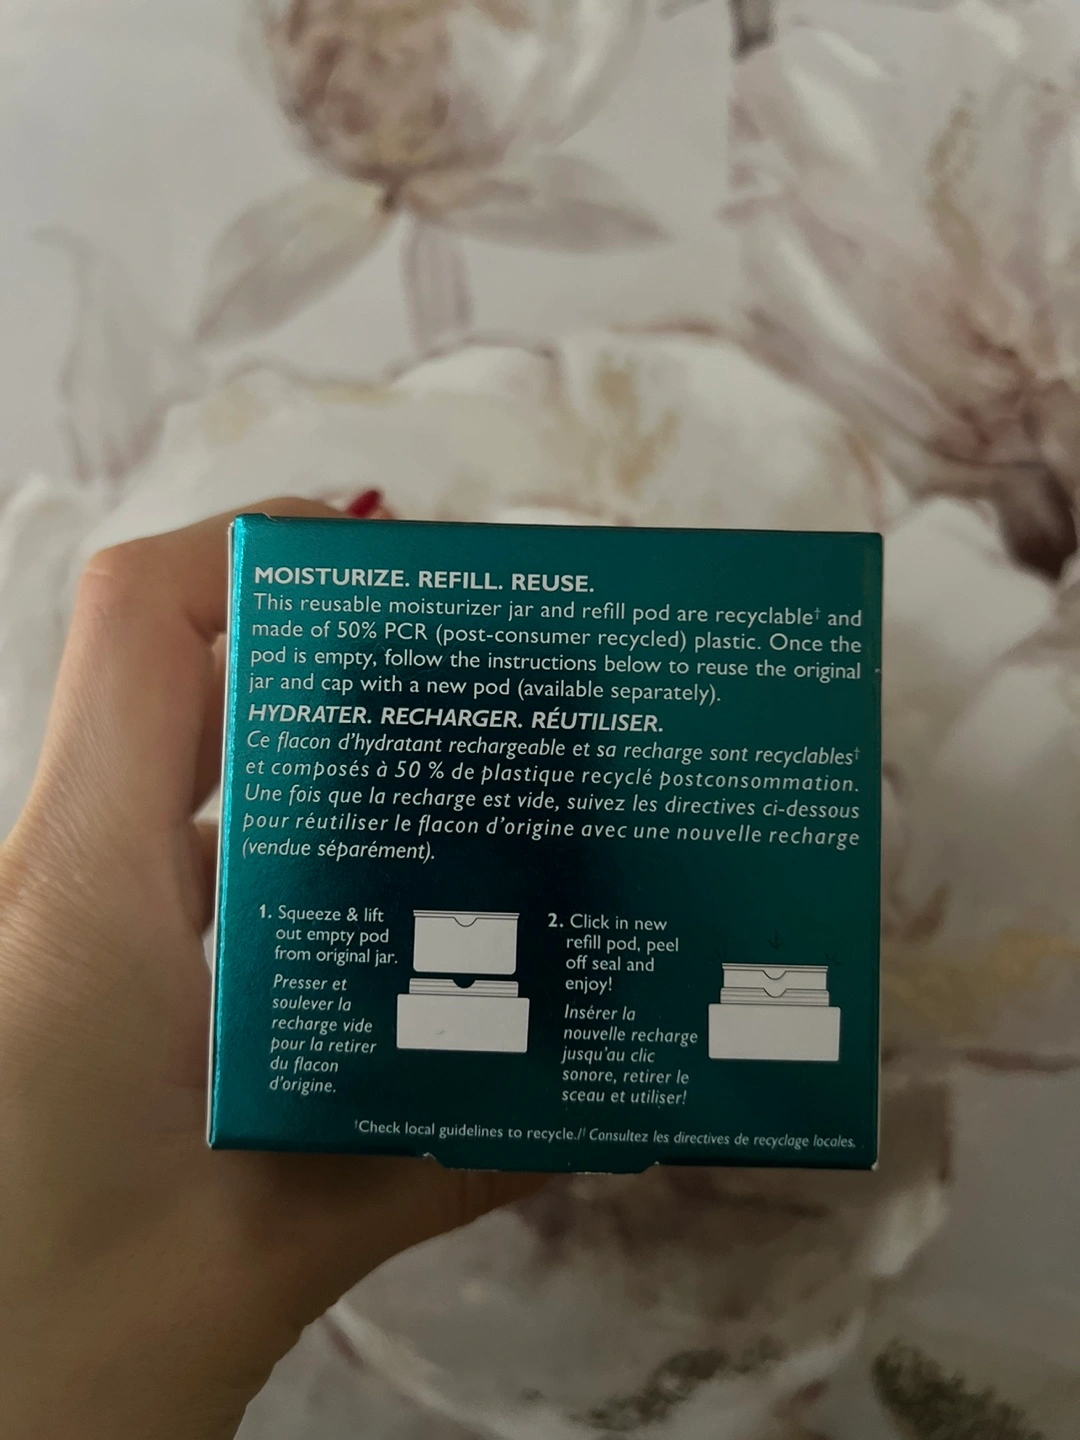 MOISTURIZE. REFILL. REUSE.
This reusable moisturizer jar and refill pod are recyclable† and
made of 50% PCR (post-consumer recycled) plastic. Once the
pod is empty, follow the instructions below to reuse the original
jar and cap with a new pod (available separately).
HYDRATER. RECHARGER. RÉUTILISER.
Ce flacon d’hydratant rechargeable et sa recharge sont recyclables†
et composés à 50 % de plastique recyclé postconsommation.
Une fois que la recharge est vide, suivez les directives ci-dessous
pour réutiliser le flacon d’origine avec une nouvelle recharge
(vendue séparément).
1. Squeeze & lift
out empty pod
from original jar.
Presser et
soulever la
recharge vide
pour la retirer
du flacon
d’origine.
2. Click in new
refill pod, peel
off seal and
enjoy!
Insérer la
nouvelle recharge
jusqu’au clic
sonore, retirer le
sceau et utiliser!
†Check local guidelines to recycle./† Consultez les directives de recyclage locales.